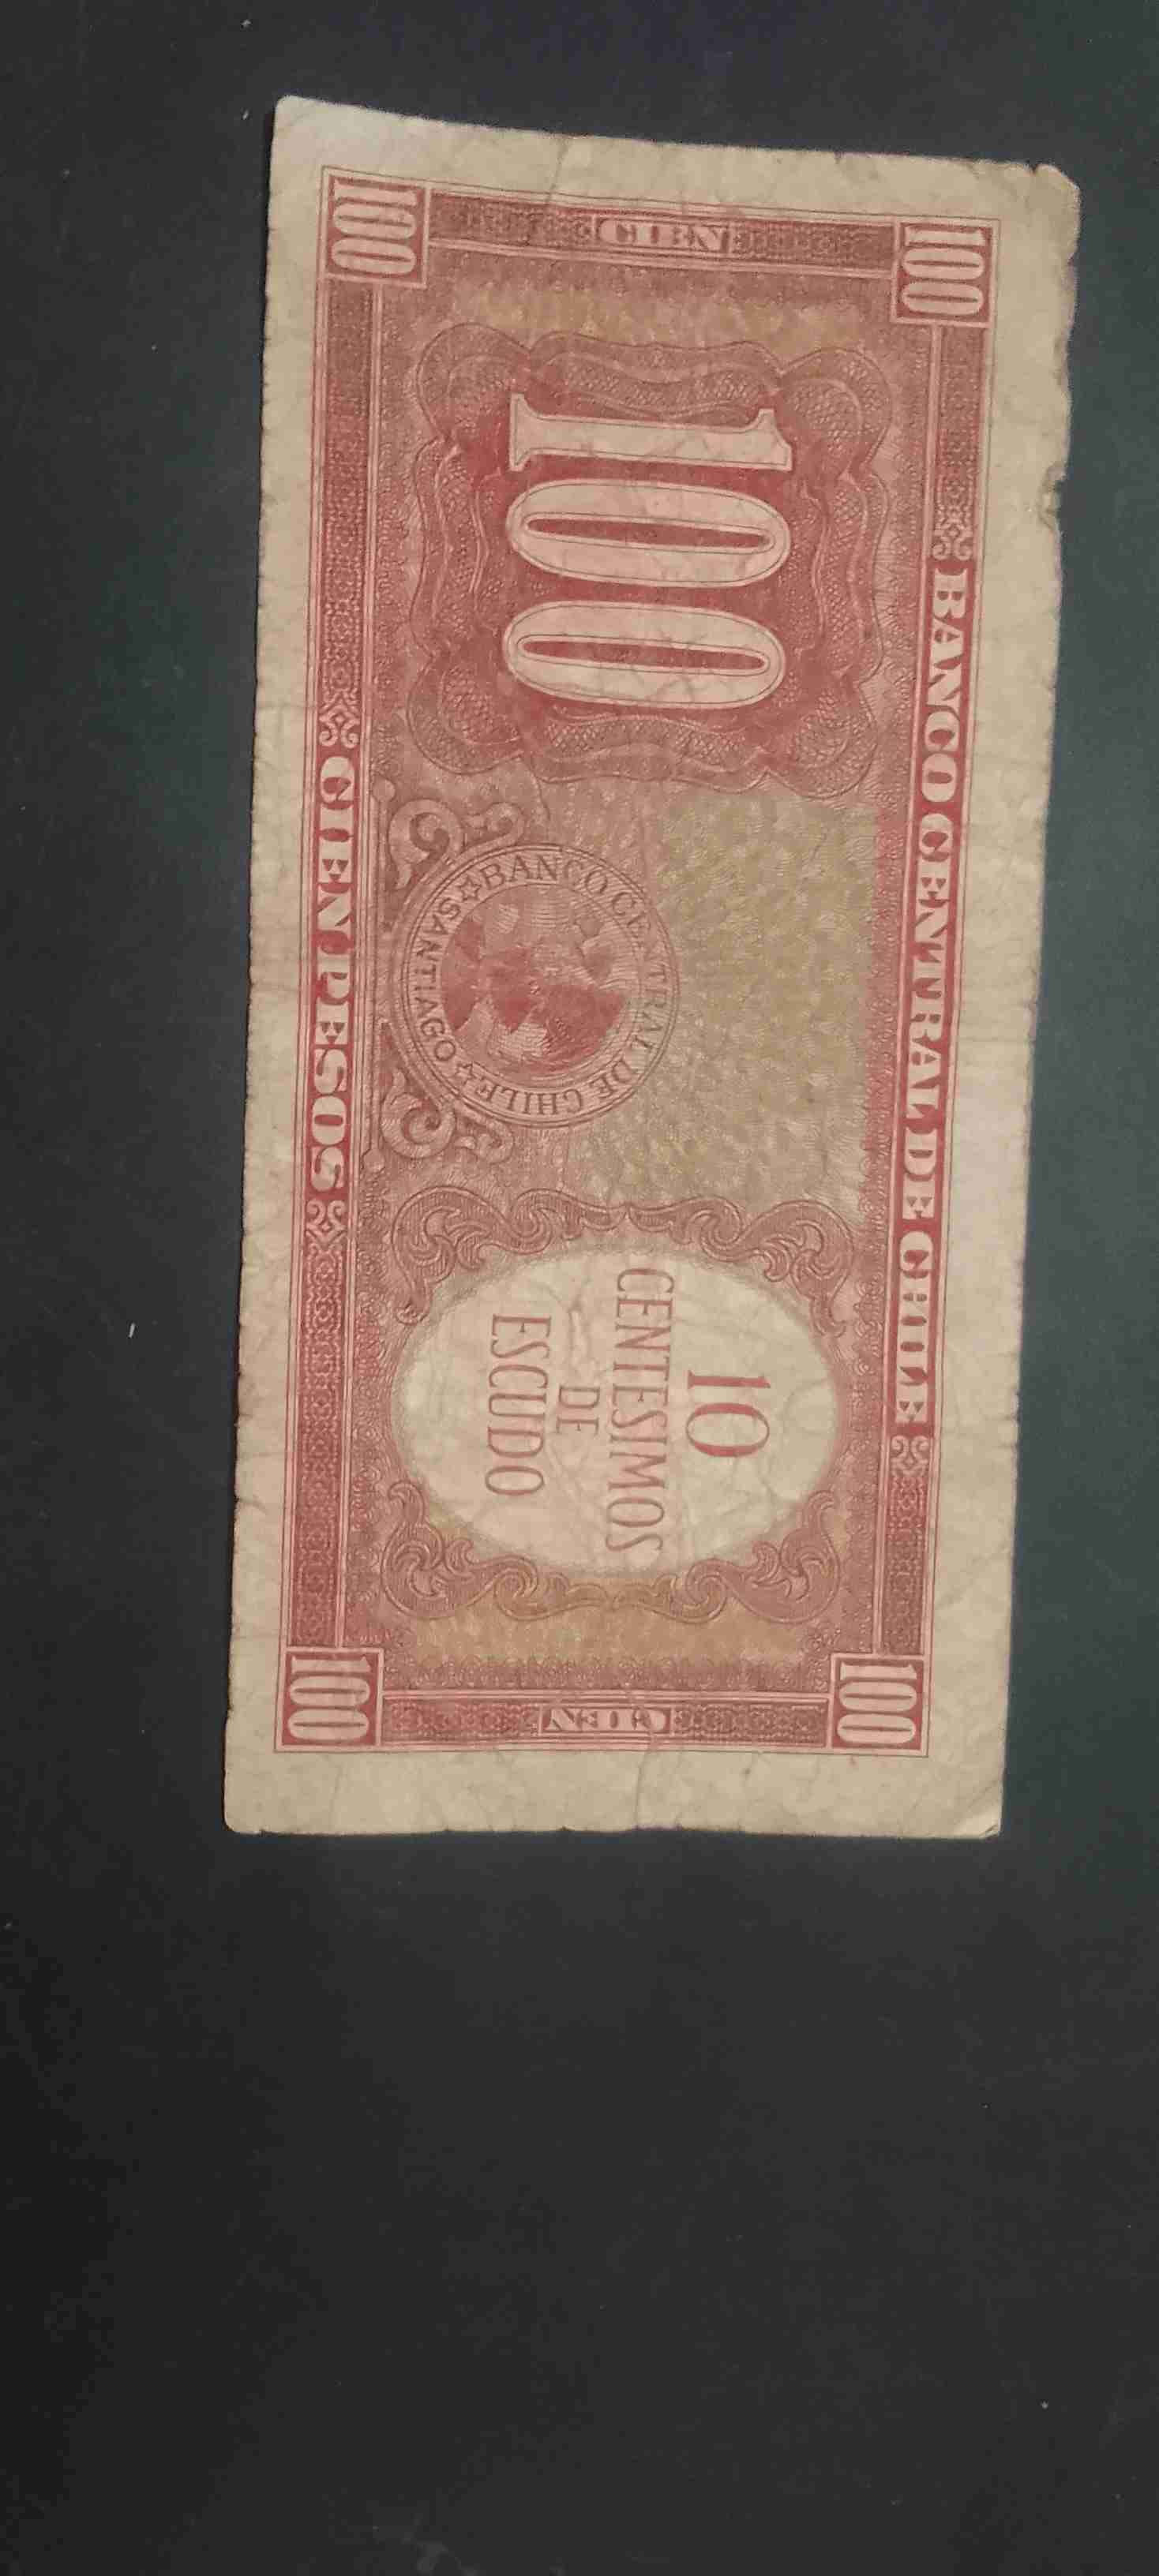 100
BANCO CENTRAL DE CHILE
100
CIEN
100
BANCO CENTRAL DE CHILE
SANTIAGO
10
CENTESIMOS
DE
ESCUDO
CIEN
100
CIEN PESOS
100